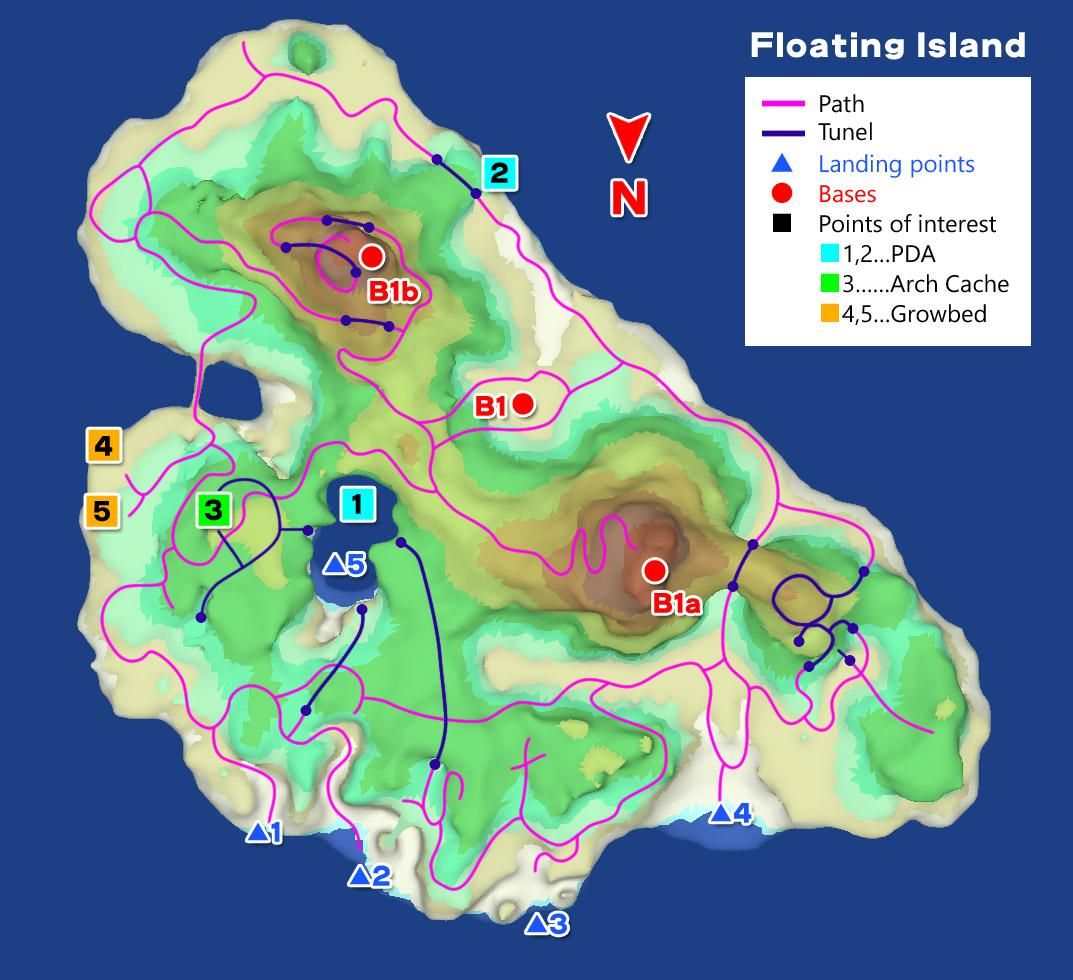 Floating Island
Path
Tunel
Landing points
Bases
Points of interest
1,2...PDA
3......Arch Cache
4,5...Growbed
N
2
B1b
B1
4
5
3
1
5
B1a
1
2
3
4